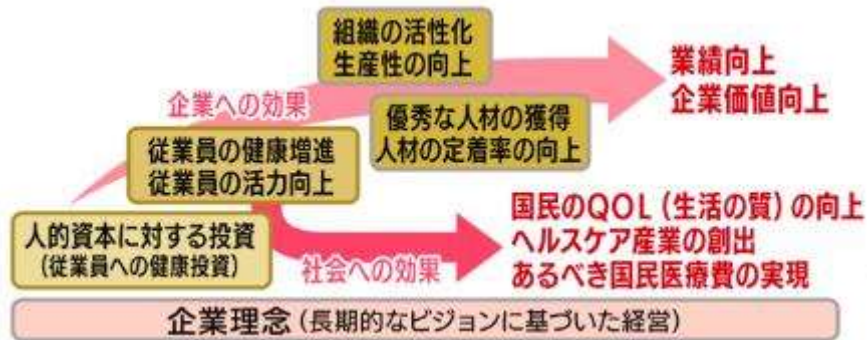 組織の活性化
生産性の向上
業績向上
企業価値向上
企業への効果
優秀な人材の獲得
人材の定着率の向上
従業員の健康増進
従業員の活力向上
国民のQOL(生活の質)の向上
ヘルスケア産業の創出
あるべき国民医療費の実現
人的資本に対する投資
(従業員への健康投資)
社会への効果
企業理念(長期的なビジョンに基づいた経営)